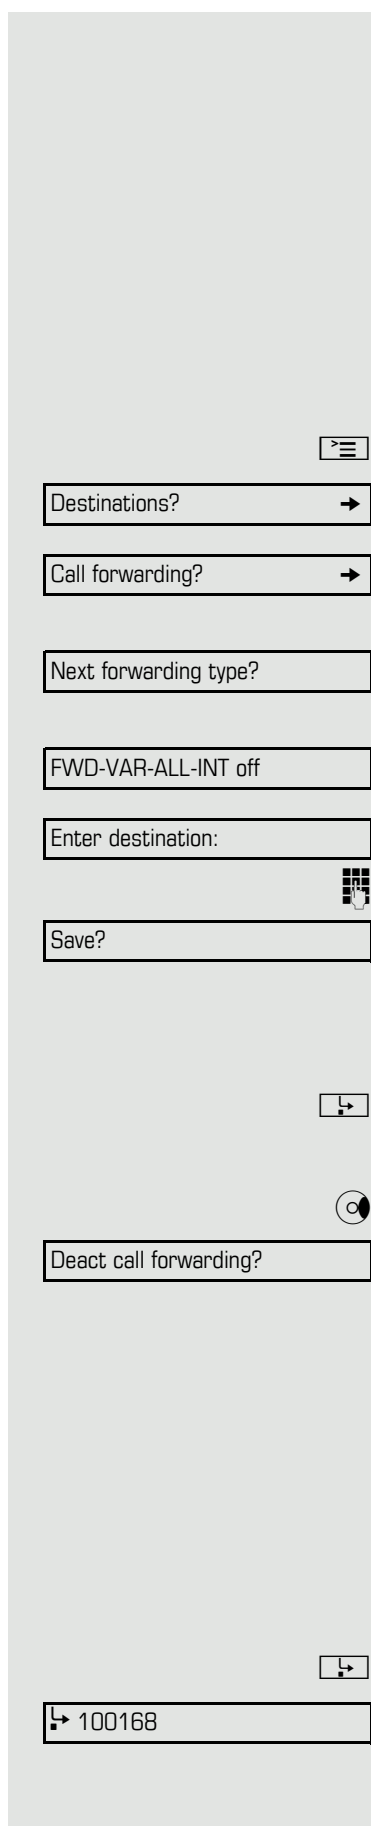 Destinations? →
Call forwarding? →
Next forwarding type?
FWD-VAR-ALL-INT off
Enter destination:
Save?
Deact call forwarding?
100168